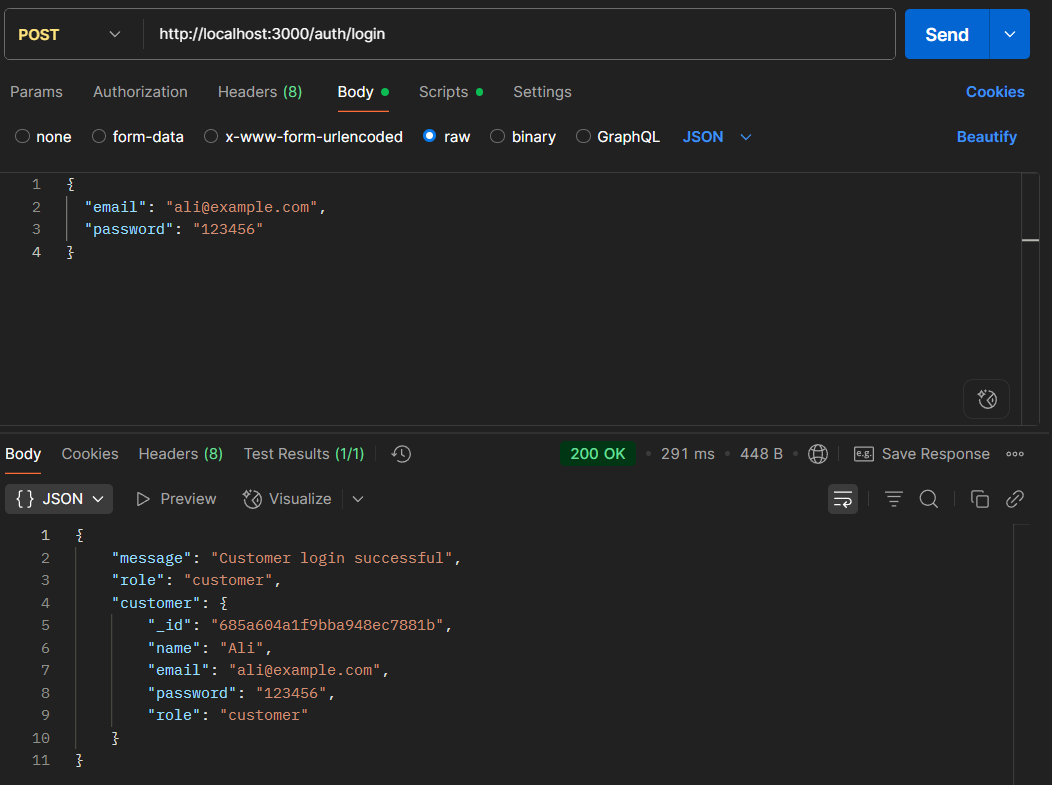 POST http://localhost:3000/auth/login Send
Params Authorization Headers (8) Body Scripts Settings Cookies
none form-data x-www-form-urlencoded raw binary GraphQL JSON Beautify
1 {
2 "email": "ali@example.com",
3 "password": "123456"
4 }
Body Cookies Headers (8) Test Results (1/1) 200 OK • 291 ms • 448 B • e.g. Save Response
{} JSON Preview Visualize
1 {
2 "message": "Customer login successful",
3 "role": "customer",
4 "customer": {
5 "_id": "685a604a1f9bba948ec7881b",
6 "name": "Ali",
7 "email": "ali@example.com",
8 "password": "123456",
9 "role": "customer"
10 }
11 }